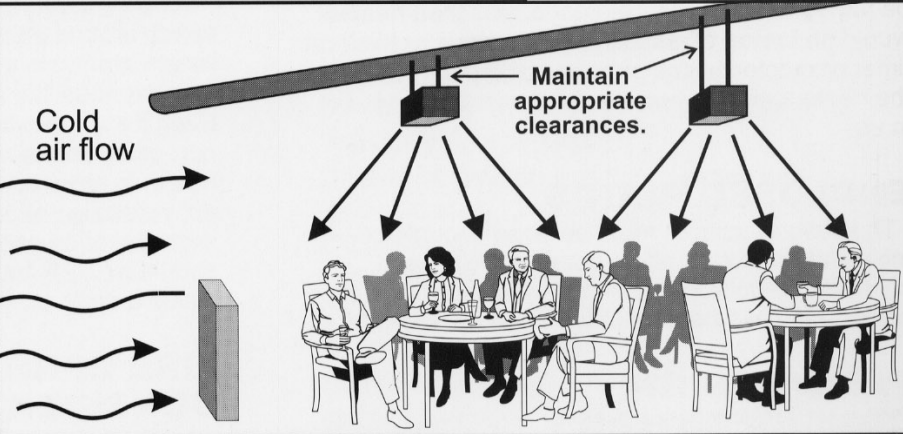 Cold
air flow
Maintain
appropriate
clearances.